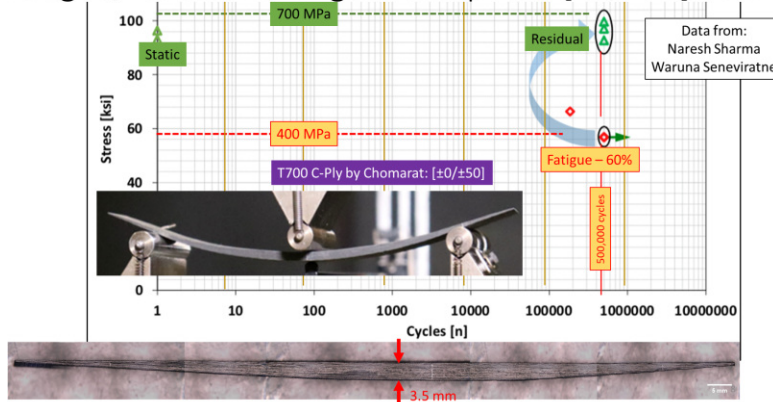 700 MPa
100
Static
Residual
Data from:
Naresh Sharma
Waruna Seneviratne
80
Stress [ksi]
60
400 MPa
Fatigue – 60%
T700 C-Ply by Chomarat: [±0/±50]
40
20
500,000 cycles
0
1
10
100
1000
10000
100000
1000000
10000000
Cycles [n]
3.5 mm